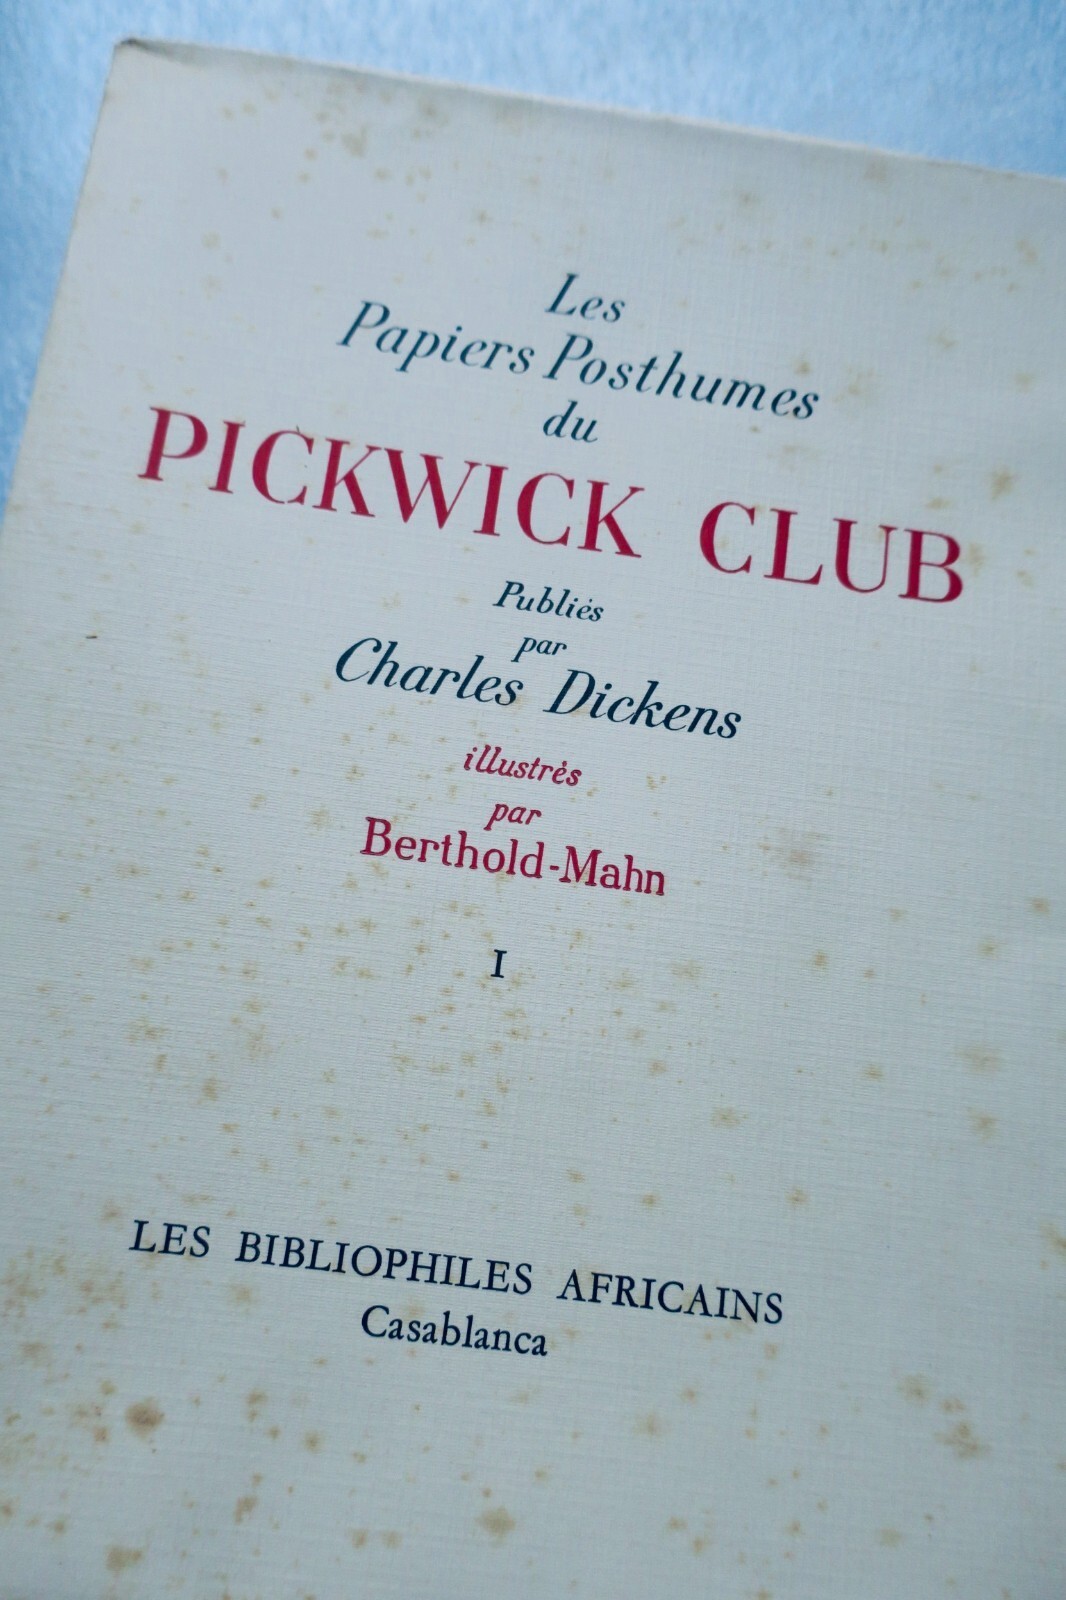 Les
Papiers Posthumes
du
PICKWICK CLUB
Publiés
par
Charles Dickens
illustrés
par
Berthold-Mahn
I
LES BIBLIOPHILES AFRICAINS
Casablanca